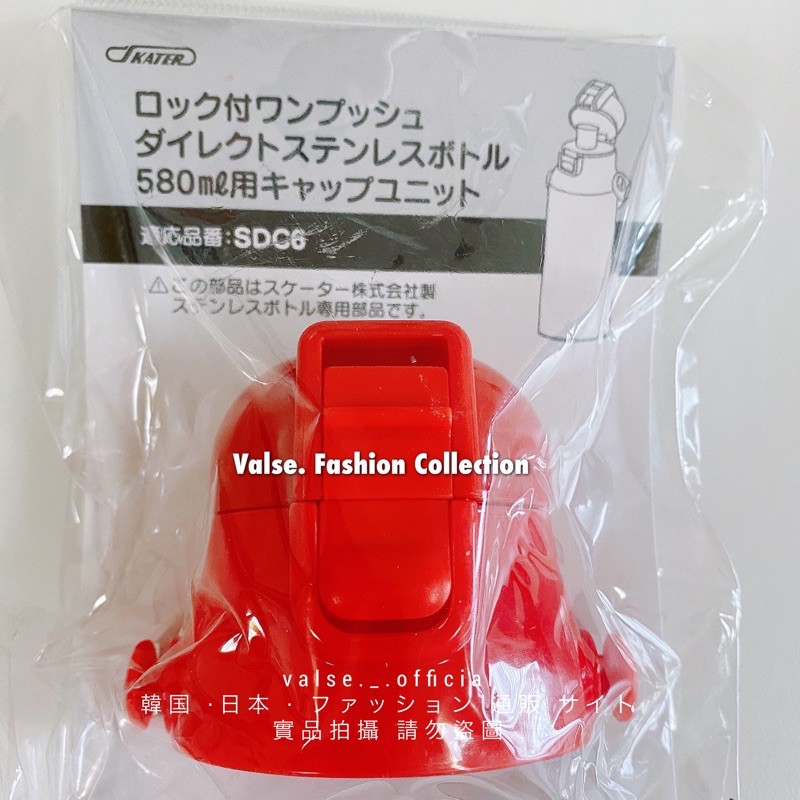 SKATER
ロック付ワンプッシュ
ダイレクトステンレスボトル
580㎖用キャップユニット
適応品番:SDC6
⚠この部品はスケーター株式会社製
ステンレスボトル専用部品です。
Valse. Fashion Collection
valse._.official
韓国 ·日本 · ファッション 通販 サイト
實品拍攝 請勿盜圖